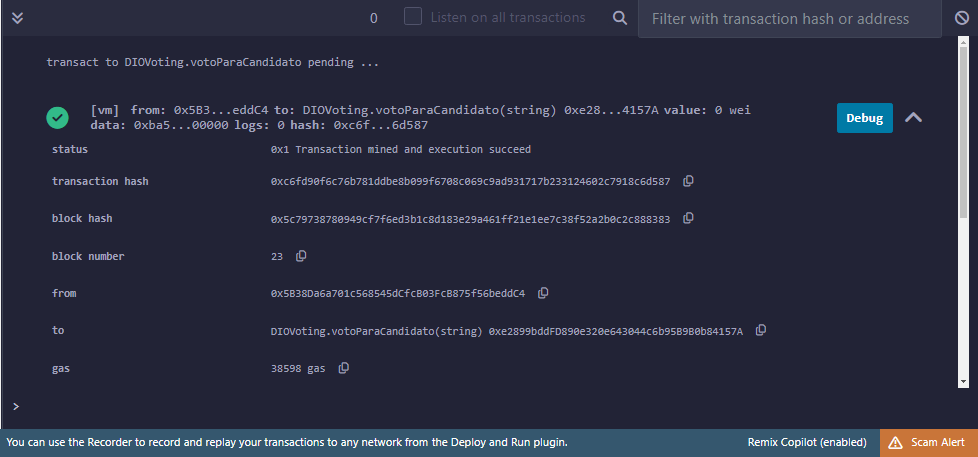 0 Listen on all transactions Filter with transaction hash or address
transact to DIOVoting.votoParaCandidato pending ...
[vm] from: 0x5B3...eddC4 to: DIOVoting.votoParaCandidato(string) 0xe28...4157A value: 0 wei
data: 0xba5...00000 logs: 0 hash: 0xc6f...6d587
Debug
status 0x1 Transaction mined and execution succeed
transaction hash 0xc6fd90f6c76b781ddbe8b099f6708c069c9ad931717b233124602c7918c6d587
block hash 0x5c79738780949cf7f6ed3b1c8d183e29a461ff21e1ee7c38f52a2b0c2c888383
block number 23
from 0x5B38Da6a701c568545dCfcB03FcB875f56beddC4
to DIOVoting.votoParaCandidato(string) 0xe2899bddFD890e320e643044c6b95B9B0b84157A
gas 38598 gas
>
You can use the Recorder to record and replay your transactions to any network from the Deploy and Run plugin. Remix Copilot (enabled) Scam Alert